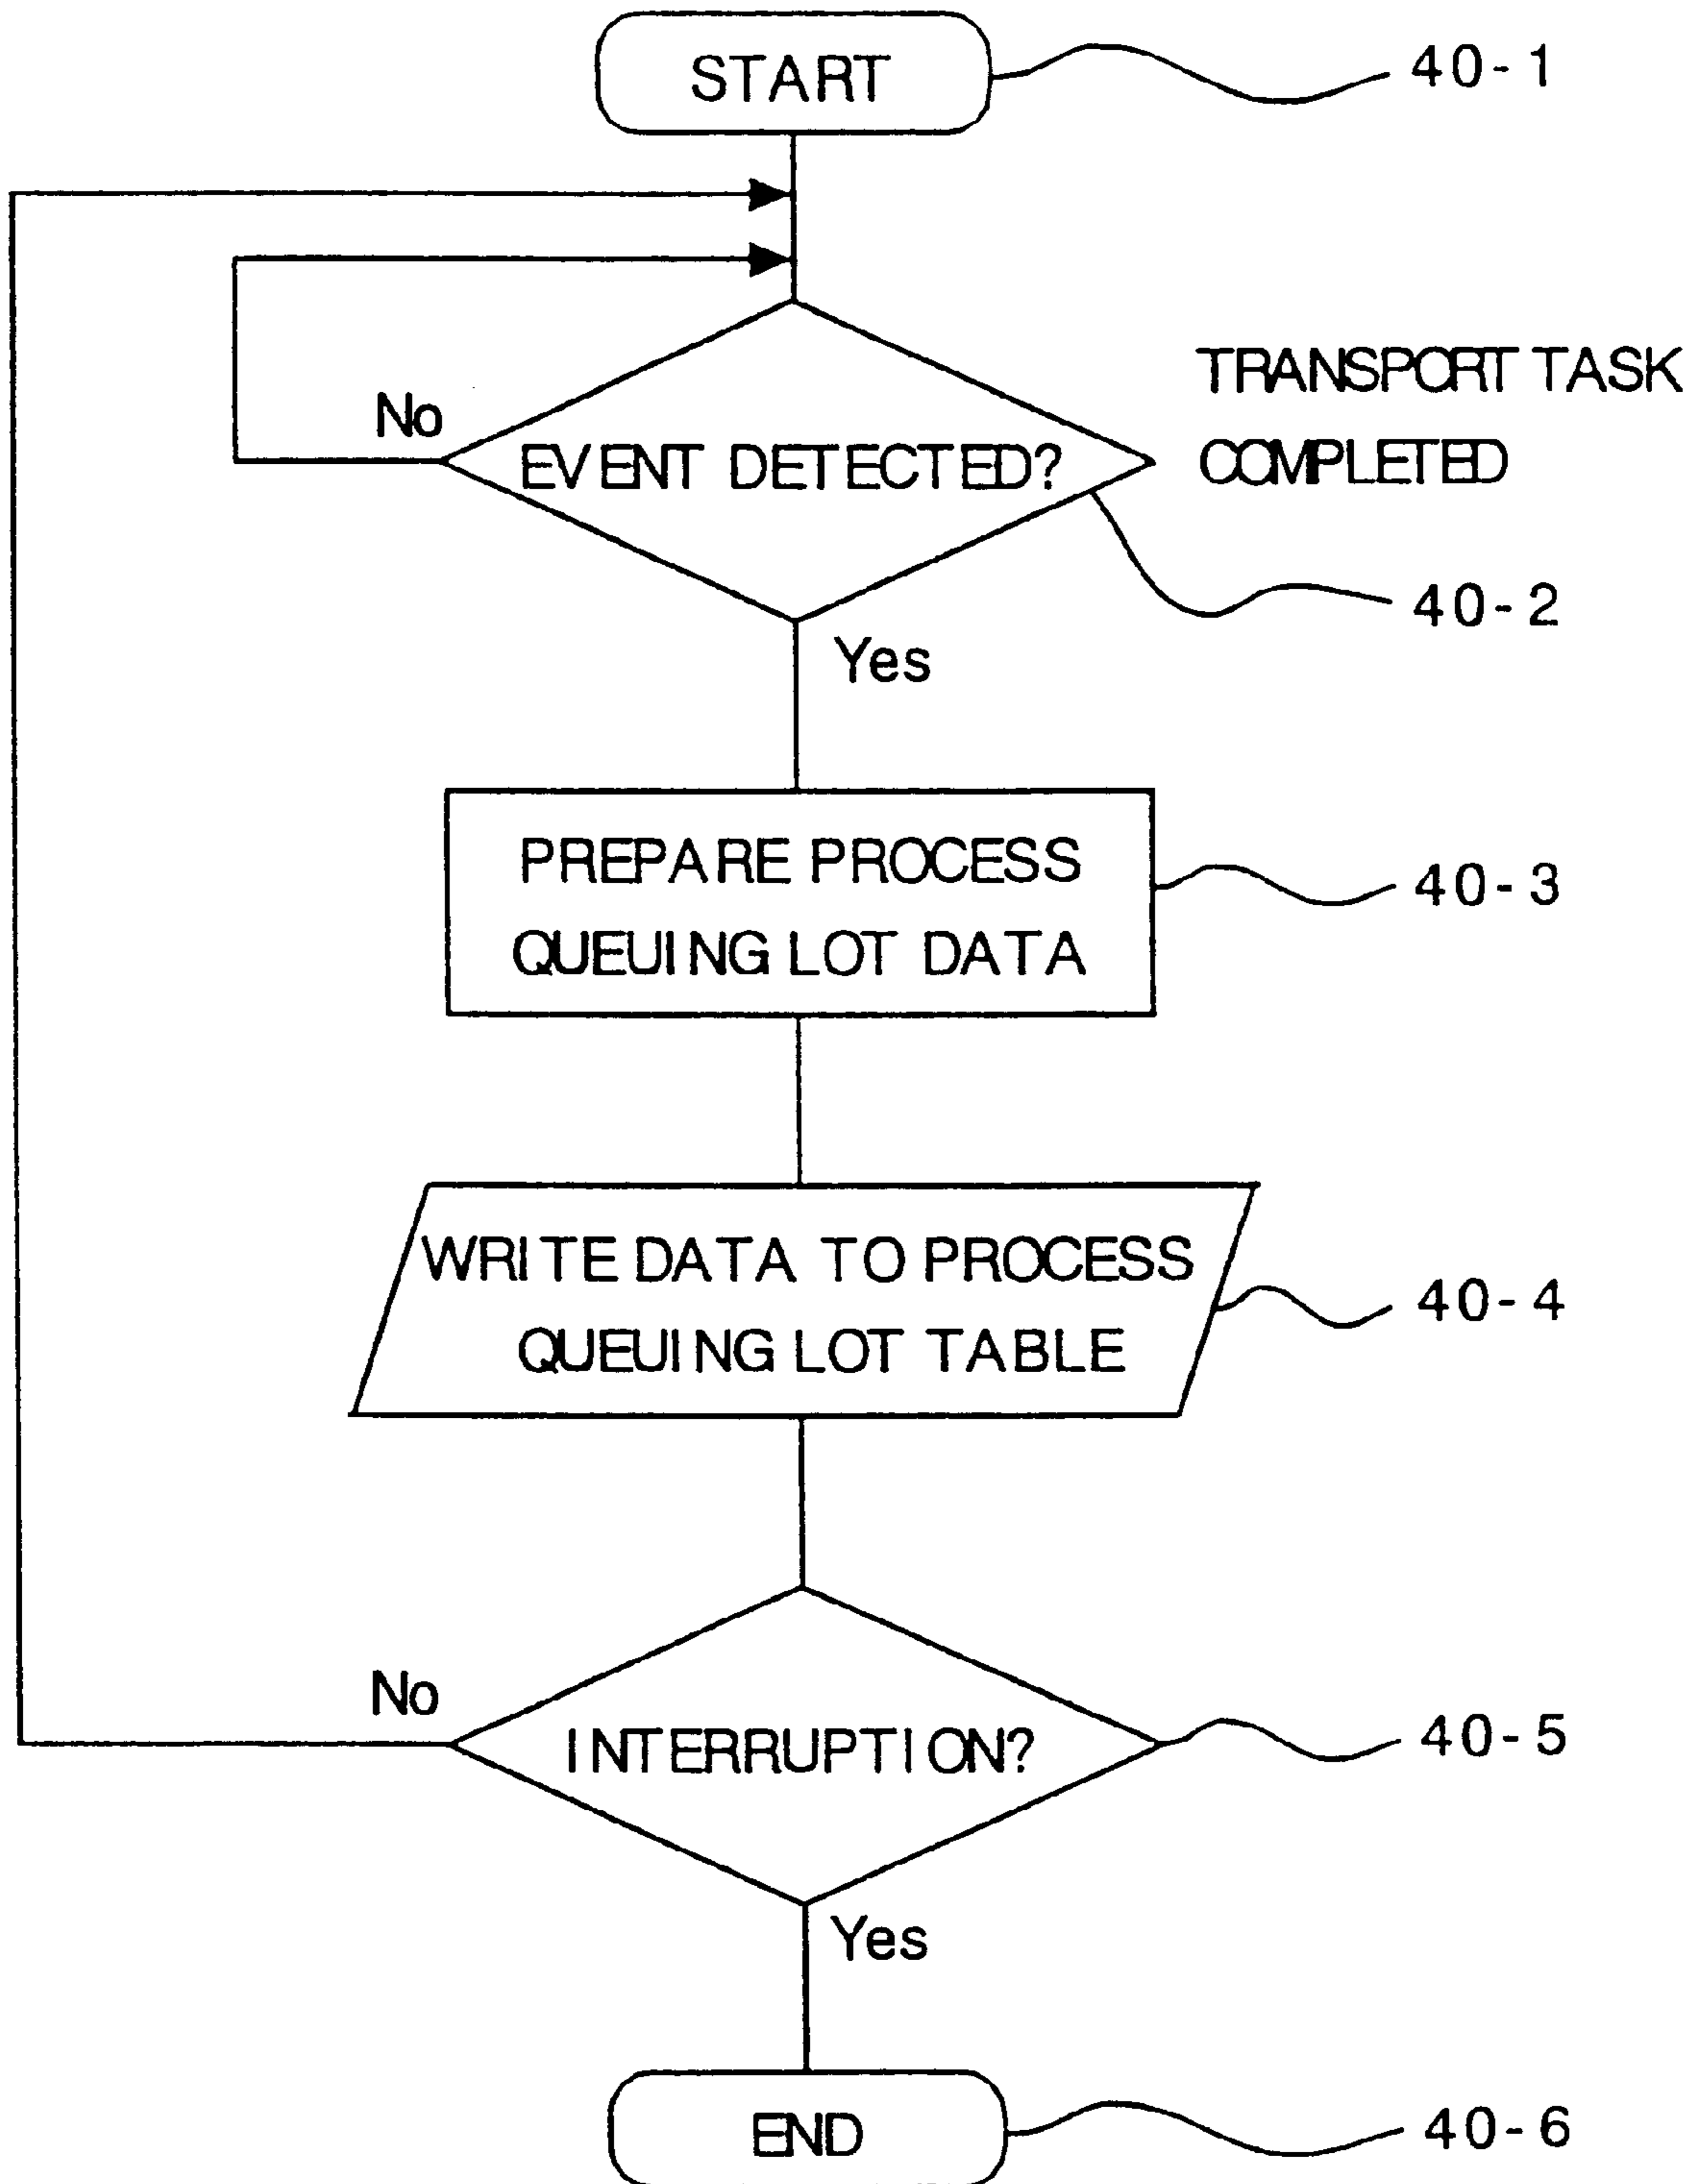 START
40-1
TRANSPORT TASK
COMPLETED
No
EVENT DETECTED?
40-2
Yes
PREPARE PROCESS
QUEUING LOT DATA
40-3
WRITE DATA TO PROCESS
QUEUING LOT TABLE
40-4
No
INTERRUPTION?
40-5
Yes
END
40-6